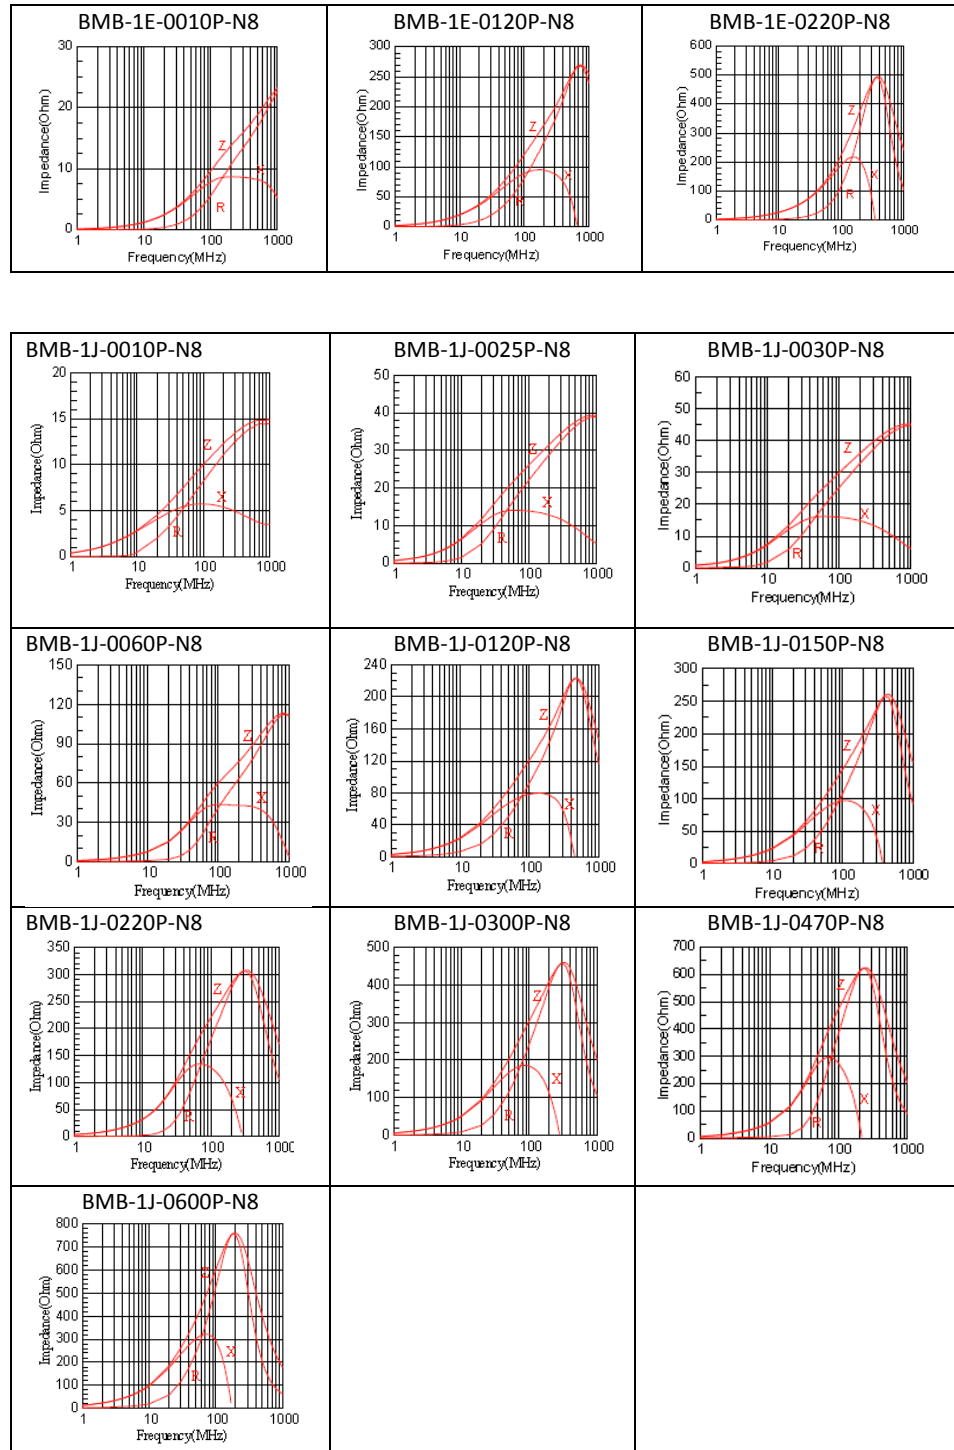 BMB-1E-0010P-N8
BMB-1E-0120P-N8
BMB-1E-0220P-N8
30
20
10
0
Impedance(Ohm)
Z
X
R
1 10 100 1000
Frequency(MHz)
300
250
200
150
100
50
0
Impedance(Ohm)
Z
X
R
1 10 100 1000
Frequency(MHz)
600
500
400
300
200
100
0
Impedance(Ohm)
Z
X
R
1 10 100 1000
Frequency(MHz)
BMB-1J-0010P-N8
BMB-1J-0025P-N8
BMB-1J-0030P-N8
20
15
10
5
0
Impedance(Ohm)
Z
X
R
1 10 100 1000
Frequency(MHz)
50
40
30
20
10
0
Impedance(Ohm)
Z
X
R
1 10 100 1000
Frequency(MHz)
60
50
40
30
20
10
0
Impedance(Ohm)
Z
X
R
1 10 100 1000
Frequency(MHz)
BMB-1J-0060P-N8
BMB-1J-0120P-N8
BMB-1J-0150P-N8
150
120
90
60
30
0
Impedance(Ohm)
Z
X
R
1 10 100 1000
Frequency(MHz)
240
200
160
120
80
40
0
Impedance(Ohm)
Z
X
R
1 10 100 1000
Frequency(MHz)
300
250
200
150
100
50
0
Impedance(Ohm)
Z
X
R
1 10 100 1000
Frequency(MHz)
BMB-1J-0220P-N8
BMB-1J-0300P-N8
BMB-1J-0470P-N8
350
300
250
200
150
100
50
0
Impedance(Ohm)
Z
X
R
1 10 100 1000
Frequency(MHz)
500
400
300
200
100
0
Impedance(Ohm)
Z
X
R
1 10 100 1000
Frequency(MHz)
700
600
500
400
300
200
100
0
Impedance(Ohm)
Z
X
R
1 10 100 1000
Frequency(MHz)
BMB-1J-0600P-N8
800
700
600
500
400
300
200
100
0
Impedance(Ohm)
Z
X
R
1 10 100 1000
Frequency(MHz)